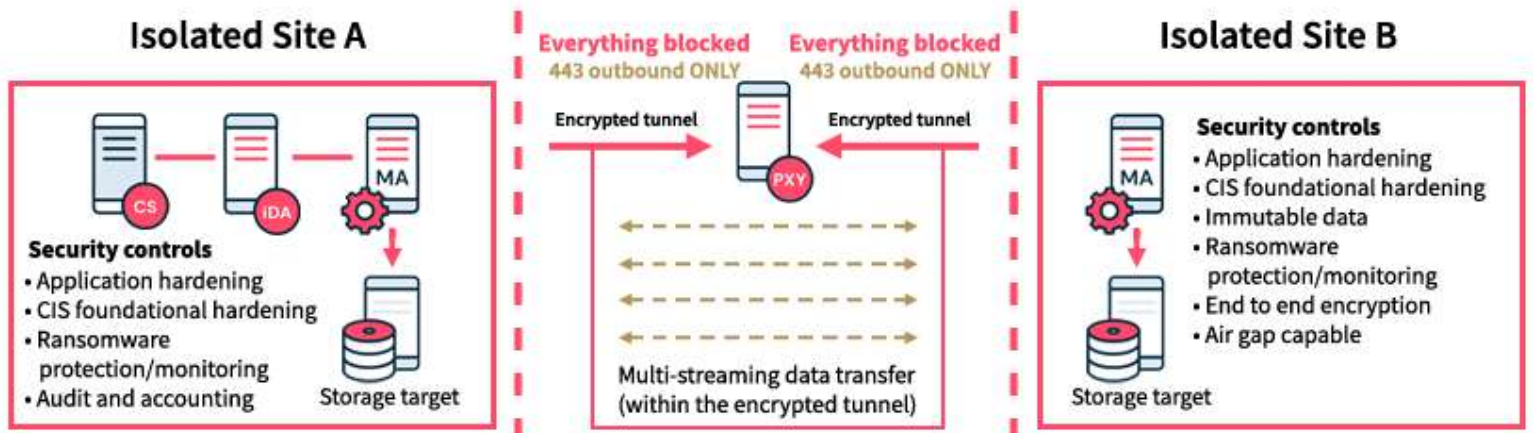 Isolated Site A
CS
iDA
MA
Security controls
• Application hardening
• CIS foundational hardening
• Ransomware
protection/monitoring
• Audit and accounting
Storage target
Everything blocked
443 outbound ONLY
Everything blocked
443 outbound ONLY
Encrypted tunnel
Encrypted tunnel
PXY
Multi-streaming data transfer
(within the encrypted tunnel)
Isolated Site B
MA
Security controls
• Application hardening
• CIS foundational hardening
• Immutable data
• Ransomware
protection/monitoring
• End to end encryption
• Air gap capable
Storage target